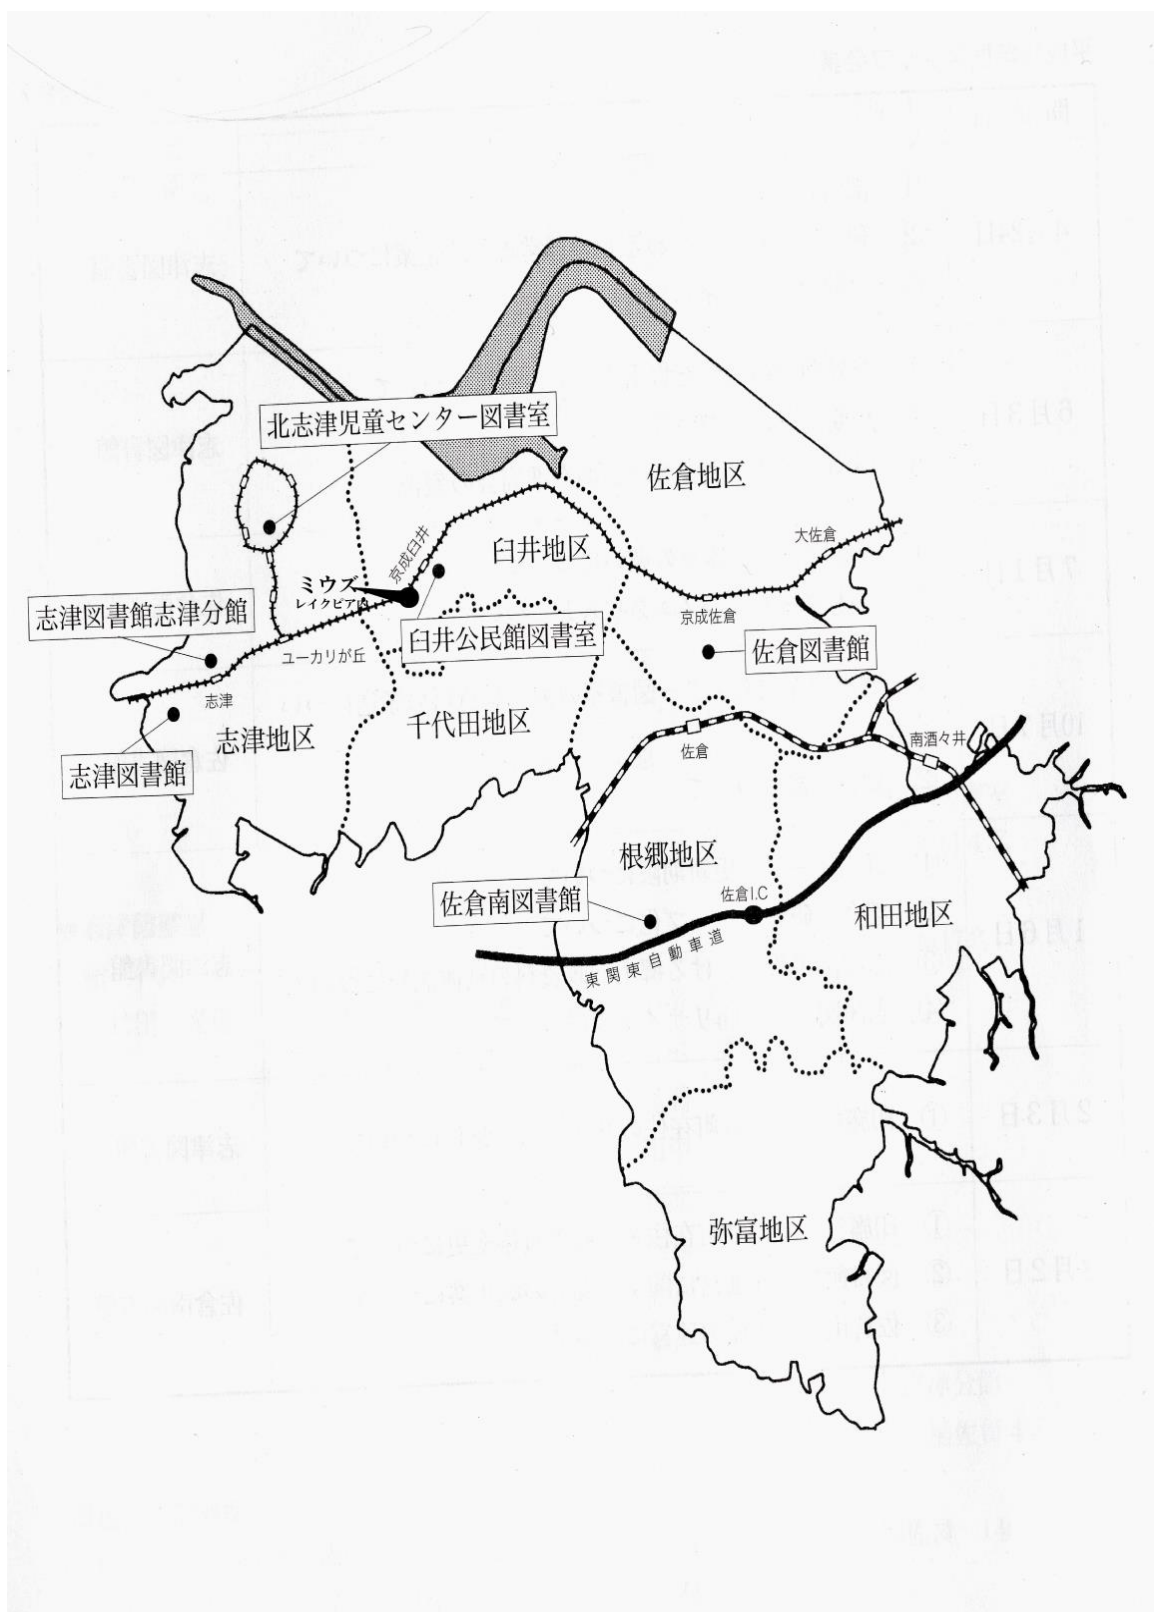 北志津児童センター図書室
佐倉地区
大佐倉
臼井地区
京成臼井
ミウズ
レイクピア内
志津図書館志津分館
京成佐倉
臼井公民館図書室
佐倉図書館
ユーカリが丘
志津
志津地区
千代田地区
佐倉
南酒々井
志津図書館
根郷地区
佐倉南図書館
佐倉I.C
和田地区
東関東自動車道
弥富地区